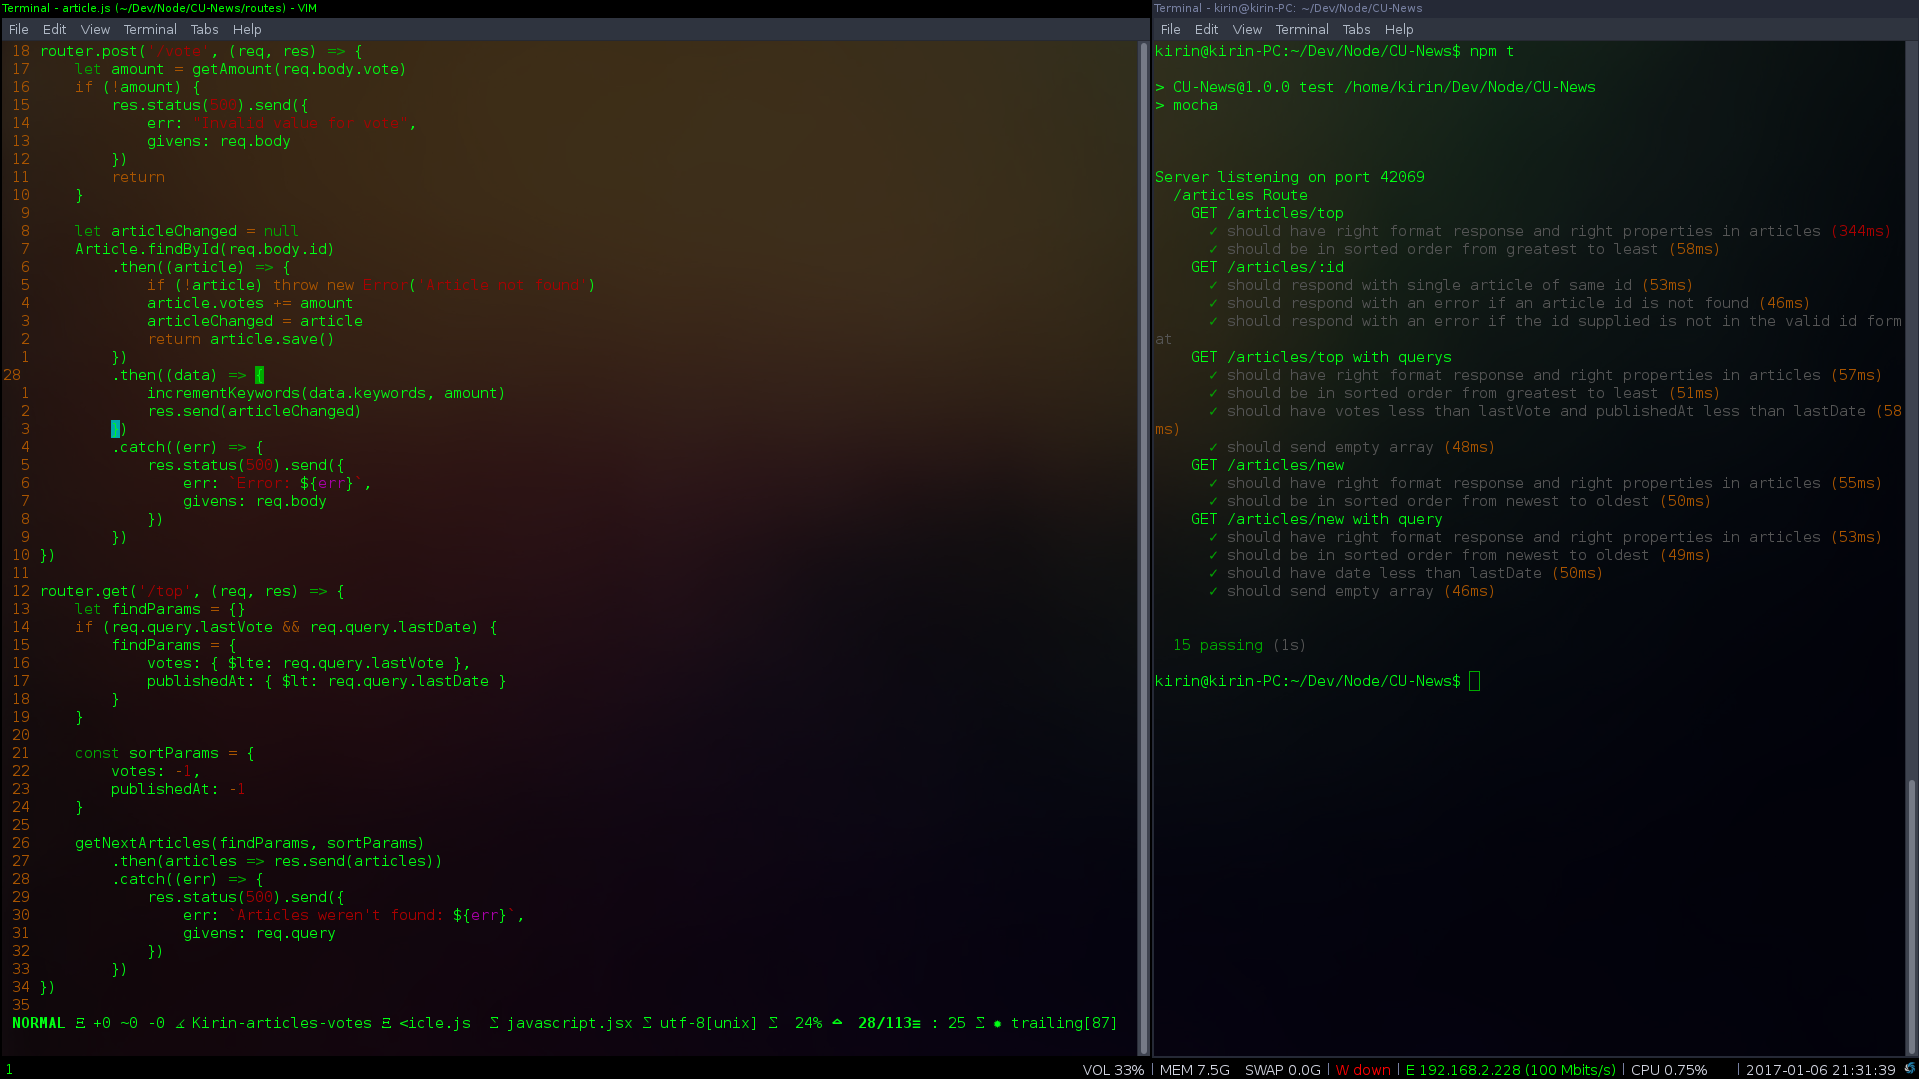 Terminal - article.js (~/Dev/Node/CU-News/routes) - VIM
File Edit View Terminal Tabs Help
18 router.post('/vote', (req, res) => {
17     let amount = getAmount(req.body.vote)
16     if (!amount) {
15         res.status(500).send({
14             err: "Invalid value for vote",
13             givens: req.body
12         })
11         return
10     }
9
8     let articleChanged = null
7     Article.findById(req.body.id)
6         .then((article) => {
5             if (!article) throw new Error('Article not found')
4             article.votes += amount
3             articleChanged = article
2             return article.save()
1         })
28         .then((data) => {
1             incrementKeywords(data.keywords, amount)
2             res.send(articleChanged)
3         })
4         .catch((err) => {
5             res.status(500).send({
6                 err: `Error: ${err}`,
7                 givens: req.body
8             })
9         })
10 })
11
12 router.get('/top', (req, res) => {
13     let findParams = {}
14     if (req.query.lastVote && req.query.lastDate) {
15         findParams = {
16             votes: { $lte: req.query.lastVote },
17             publishedAt: { $lt: req.query.lastDate }
18         }
19     }
20
21     const sortParams = {
22         votes: -1,
23         publishedAt: -1
24     }
25
26     getNextArticles(findParams, sortParams)
27         .then(articles => res.send(articles))
28         .catch((err) => {
29             res.status(500).send({
30                 err: `Articles weren't found: ${err}`,
31                 givens: req.query
32             })
33         })
34 })
35
NORMAL Ξ +0 ~0 -0 Kirin-articles-votes Ξ <icle.js Σ javascript.jsx Σ utf-8[unix] Σ 24% 28/113≡ : 25 Σ trailing[87]
Terminal - kirin@kirin-PC: ~/Dev/Node/CU-News
File Edit View Terminal Tabs Help
kirin@kirin-PC:~/Dev/Node/CU-News$ npm t
> CU-News@1.0.0 test /home/kirin/Dev/Node/CU-News
> mocha
Server listening on port 42069
/articles Route
GET /articles/top
✓ should have right format response and right properties in articles (344ms)
✓ should be in sorted order from greatest to least (58ms)
GET /articles/:id
✓ should respond with single article of same id (53ms)
✓ should respond with an error if an article id is not found (46ms)
✓ should respond with an error if the id supplied is not in the valid id form
at
GET /articles/top with querys
✓ should have right format response and right properties in articles (57ms)
✓ should be in sorted order from greatest to least (51ms)
✓ should have votes less than lastVote and publishedAt less than lastDate (58
ms)
✓ should send empty array (48ms)
GET /articles/new
✓ should have right format response and right properties in articles (55ms)
✓ should be in sorted order from newest to oldest (50ms)
GET /articles/new with query
✓ should have right format response and right properties in articles (53ms)
✓ should be in sorted order from newest to oldest (49ms)
✓ should have date less than lastDate (50ms)
✓ should send empty array (46ms)
15 passing (1s)
kirin@kirin-PC:~/Dev/Node/CU-News$
1 VOL 33% | MEM 7.5G SWAP 0.0G | W down | E 192.168.2.228 (100 Mbits/s) | CPU 0.75% | 2017-01-06 21:31:39